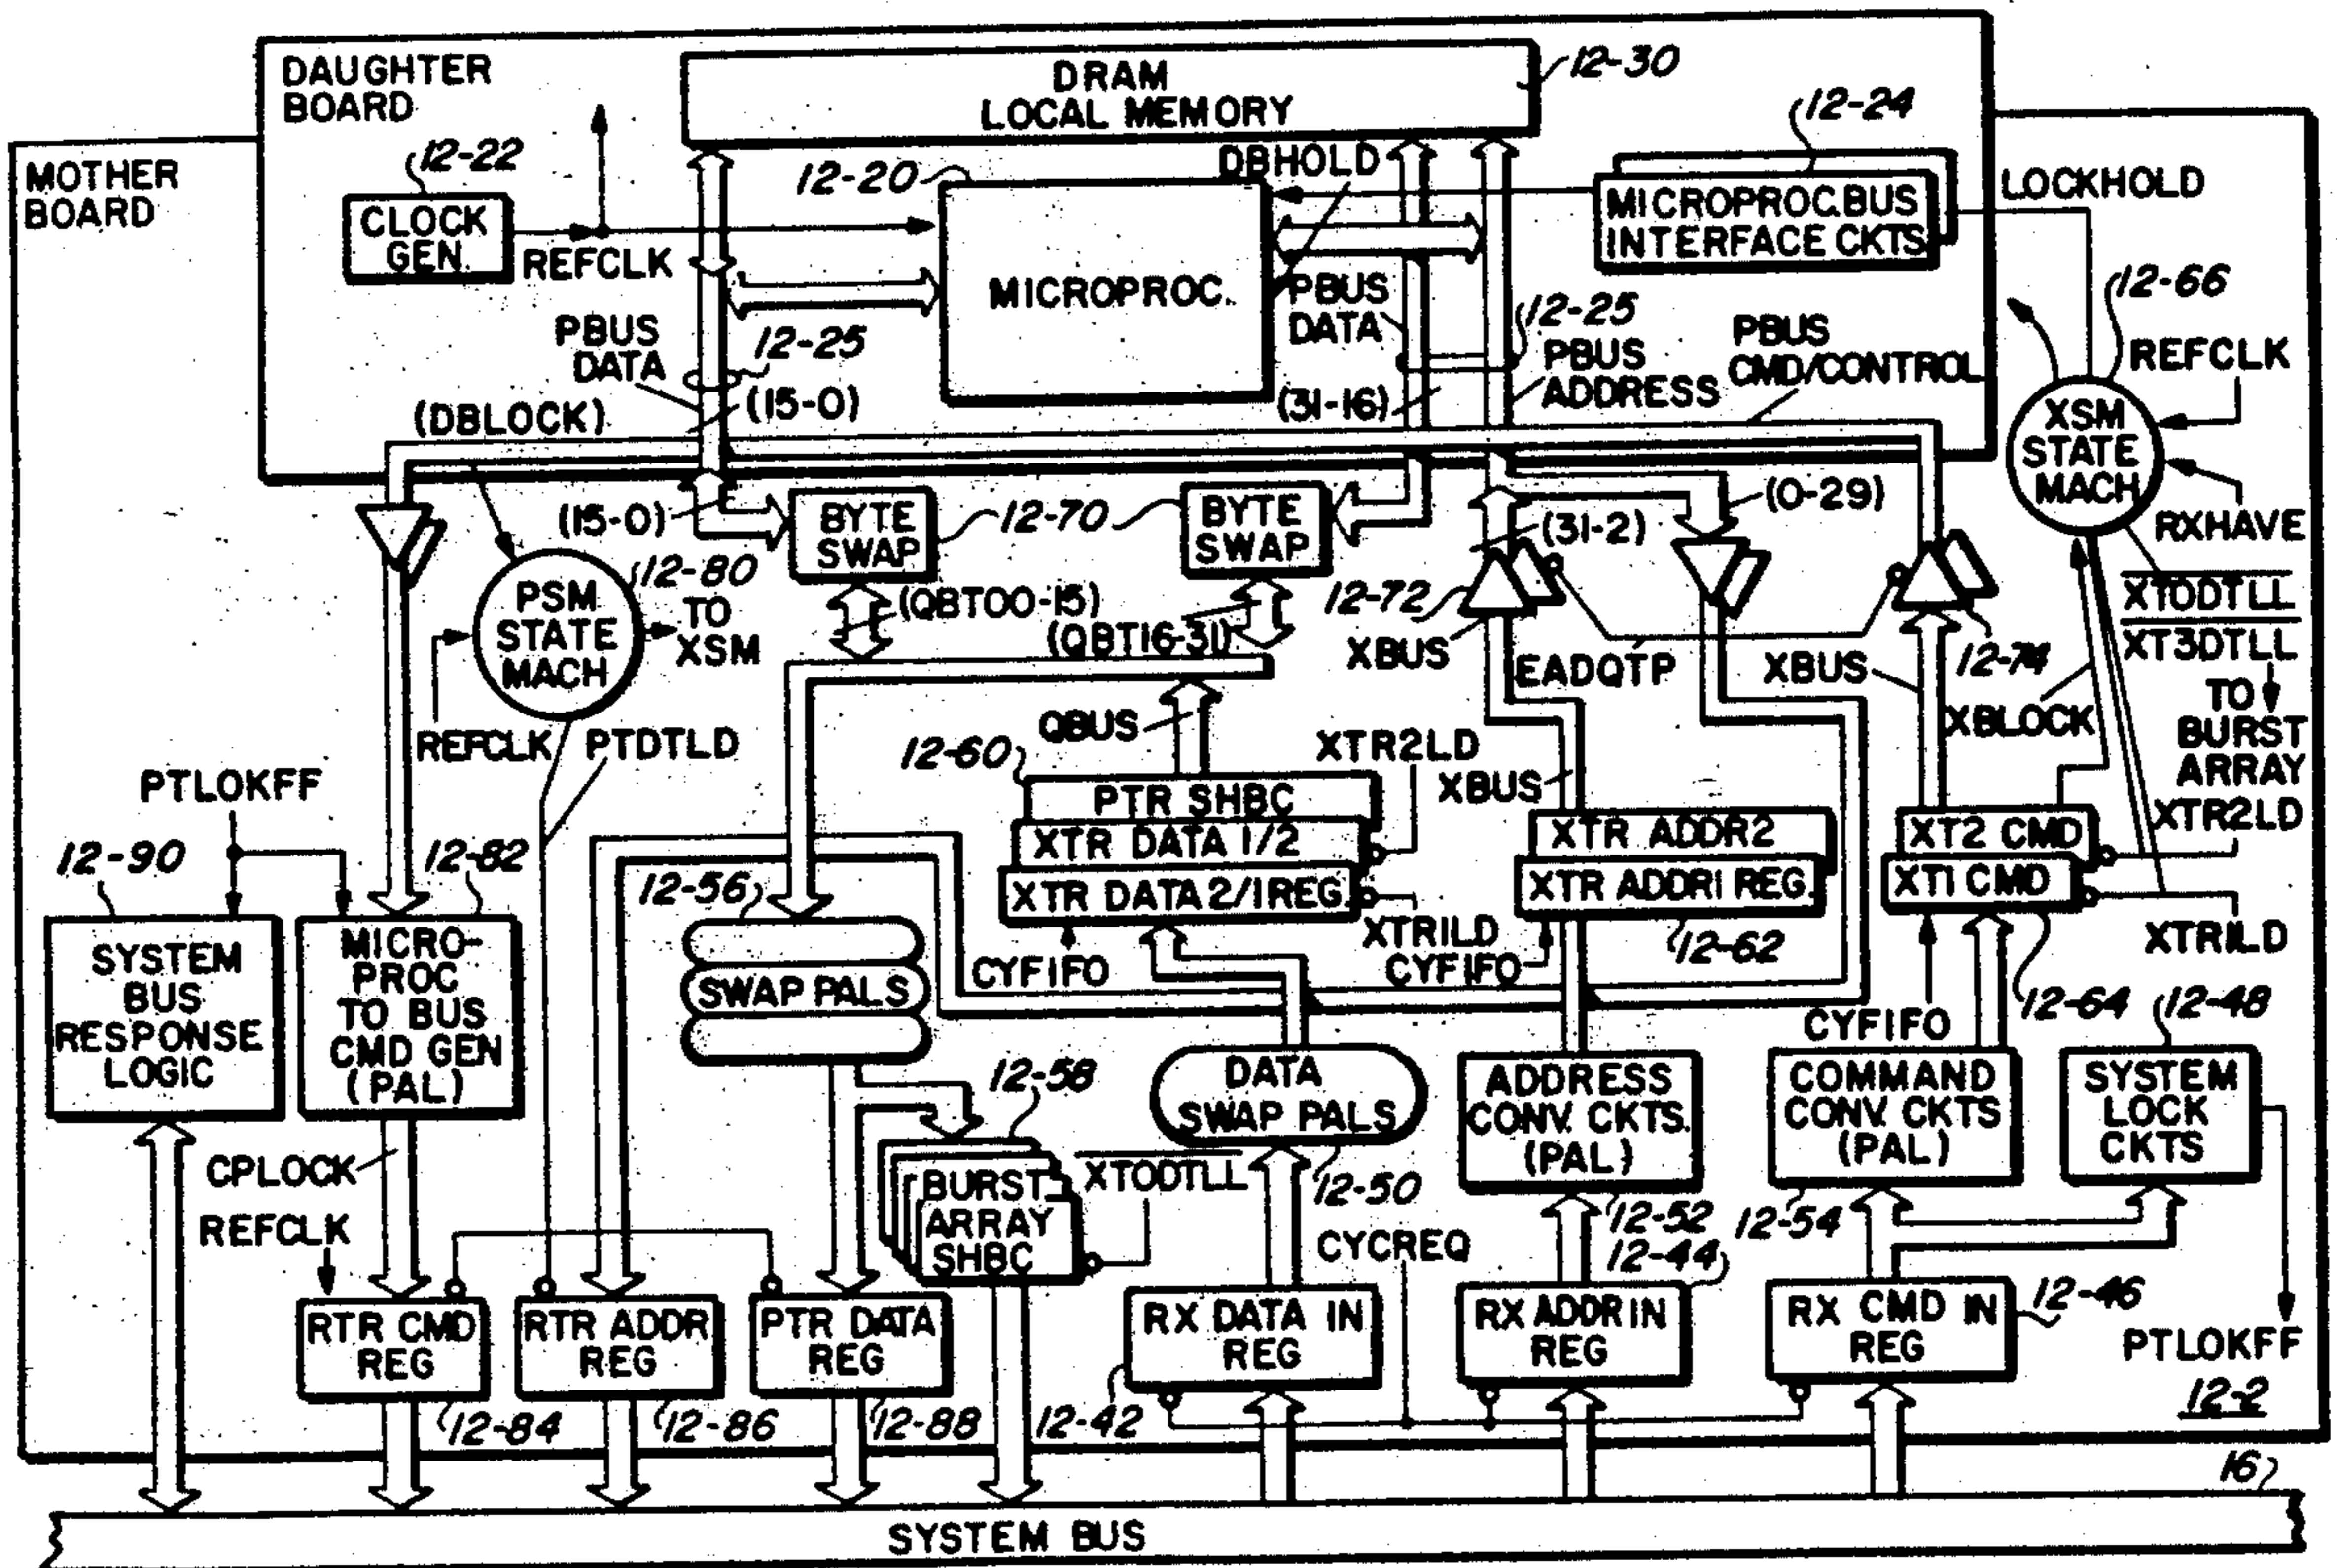 DAUGHTER
BOARD
MOTHER
BOARD
DRAM
LOCAL MEMORY
12-30
12-24
12-22
CLOCK
GEN.
REFCLK
12-20
MICROPROC.
DBHOLD
MICROPROC.BUS
INTERFACE CKTS
LOCKHOLD
PBUS
DATA
12-25
(15-0)
PBUS
DATA
(31-16)
12-25
PBUS
ADDRESS
PBUS
CMD/CONTROL
12-66
REFCLK
XSM
STATE
MACH
RXHAVE
(DBLOCK)
(15-0)
BYTE
SWAP
12-70
BYTE
SWAP
(31-2)
(0-29)
PSM
STATE
MACH
12-80
TO
XSM
(QBT00-15)
(QBT16-31)
12-72
XBUS
EADQTP
XBUS
12-74
XTODTLL
XT3DTLL
TO
BURST
ARRAY
XBLOCK
REFCLK
PTDTLD
QBUS
12-60
XTR2LD
XBUS
PTLOKFF
PTR SHBC
XTR DATA 1/2
XTR DATA 2/1 REG.
XTR ADDR2
XTR ADDR1 REG.
XT2 CMD
XT1 CMD
XTR2LD
12-90
12-82
12-56
SYSTEM
BUS
RESPONSE
LOGIC
MICRO-
PROC
TO BUS
CMD GEN
(PAL)
SWAP PALS
CYFIFO
XTR1LD
CYFIFO
12-62
XTR1LD
CYFIFO
12-64
12-48
12-58
DATA
SWAP PALS
ADDRESS
CONV. CKTS.
(PAL)
COMMAND
CONV. CKTS
(PAL)
SYSTEM
LOCK
CKTS
CPLOCK
REFCLK
BURST
ARRAY
SHBC
XTODTLL
12-50
CYCREQ
12-52
12-54
12-44
RTR CMD
REG
RTR ADDR
REG
PTR DATA
REG
RX DATA IN
REG
RX ADDR IN
REG
RX CMD IN
REG
12-46
PTLOKFF
12-84
12-86
12-88
12-42
12-2
16
SYSTEM BUS